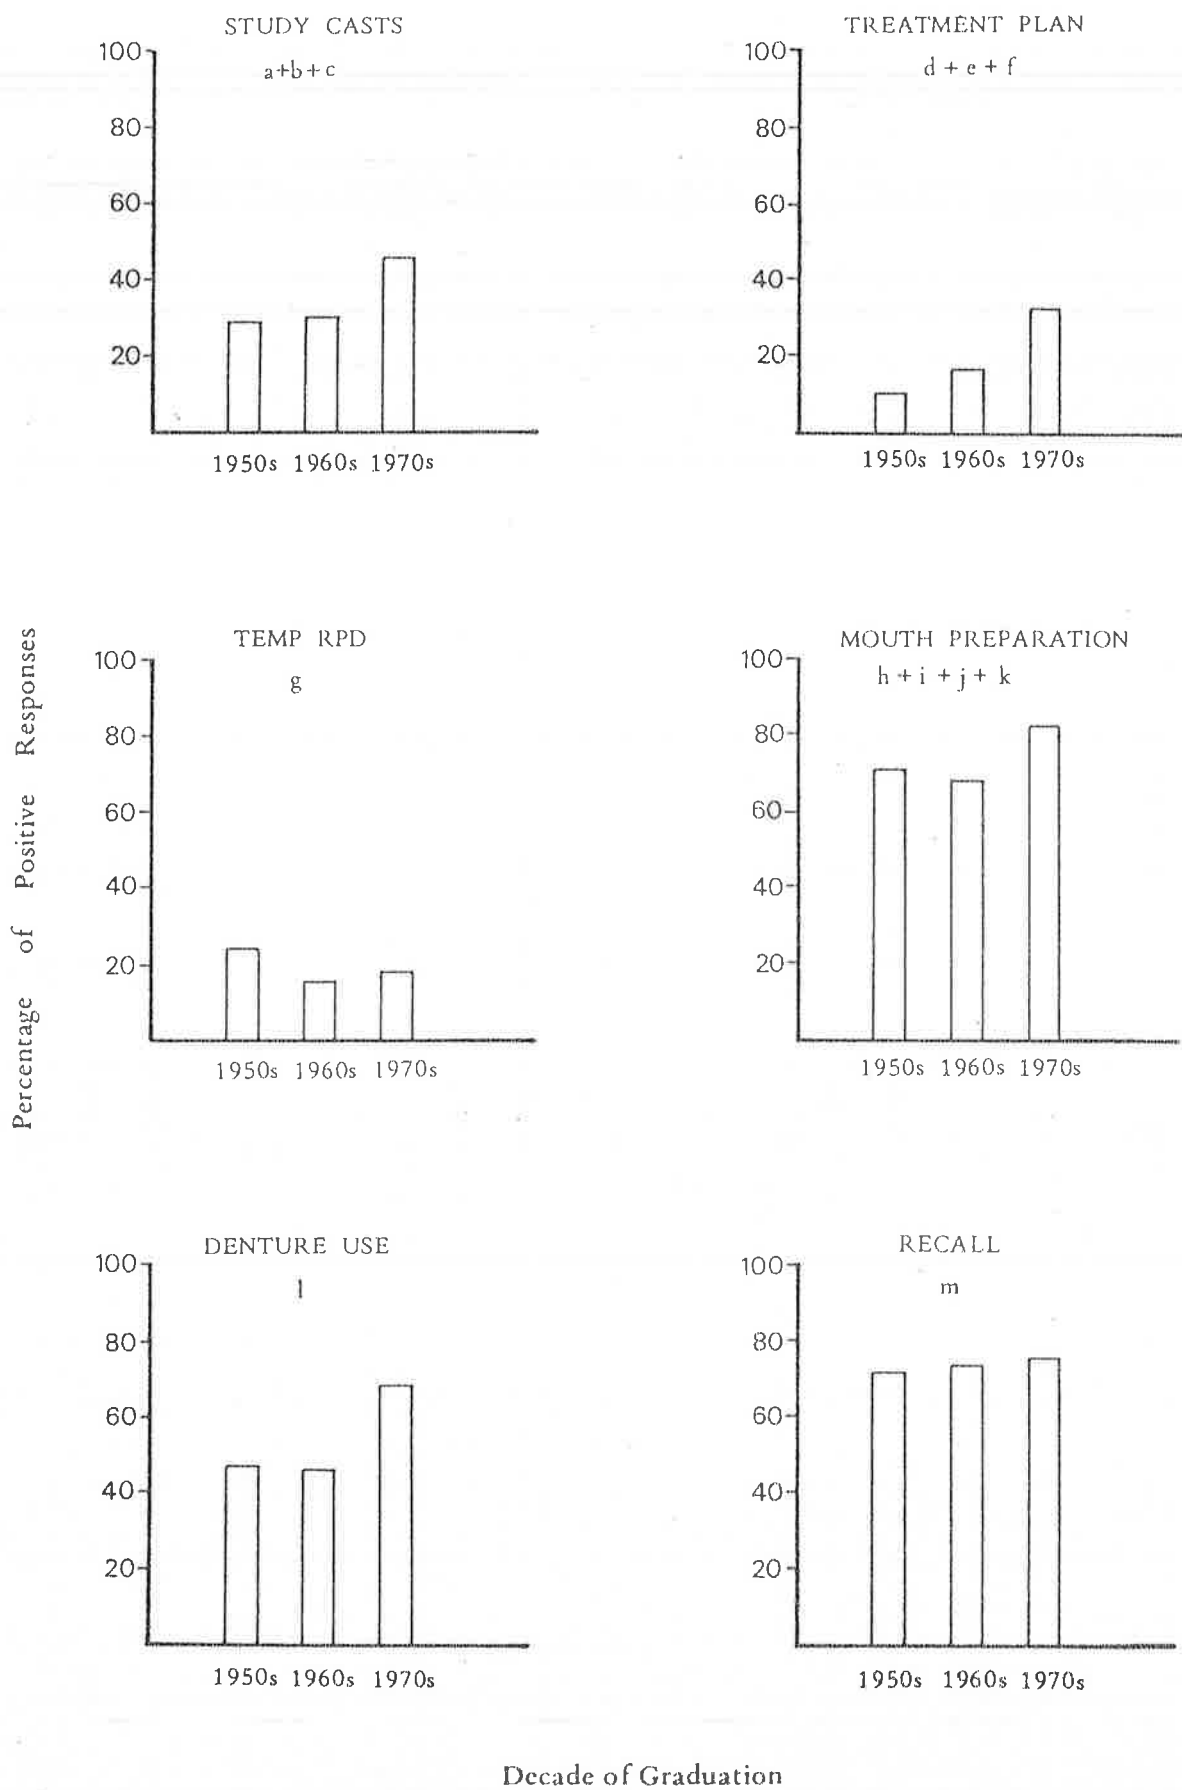 STUDY CASTS
a+b+c
100
80
60
40
20
1950s 1960s 1970s
TREATMENT PLAN
d + e + f
100
80
60
40
20
1950s 1960s 1970s
Percentage of Positive Responses
TEMP RPD
g
100
80
60
40
20
1950s 1960s 1970s
MOUTH PREPARATION
h + i + j + k
100
80
60
40
20
1950s 1960s 1970s
DENTURE USE
l
100
80
60
40
20
1950s 1960s 1970s
RECALL
m
100
80
60
40
20
1950s 1960s 1970s
Decade of Graduation